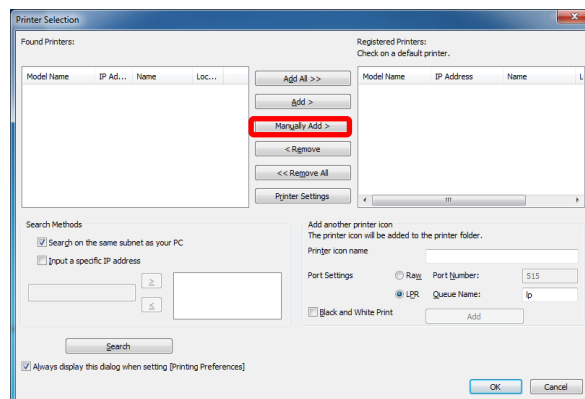 Printer Selection
Found Printers:
Registered Printers:
Check on a default printer.
Model Name IP Ad... Name Loc...
Add All >>
Add >
Manually Add >
< Remove
<< Remove All
Printer Settings
Model Name IP Address Name L
Search Methods
Search on the same subnet as your PC
Input a specific IP address
≥
≤
Search
Always display this dialog when setting [Printing Preferences]
Add another printer icon
The printer icon will be added to the printer folder.
Printer icon name
Port Settings Raw Port Number: 515
LPR Queue Name: lp
Black and White Print Add
OK Cancel